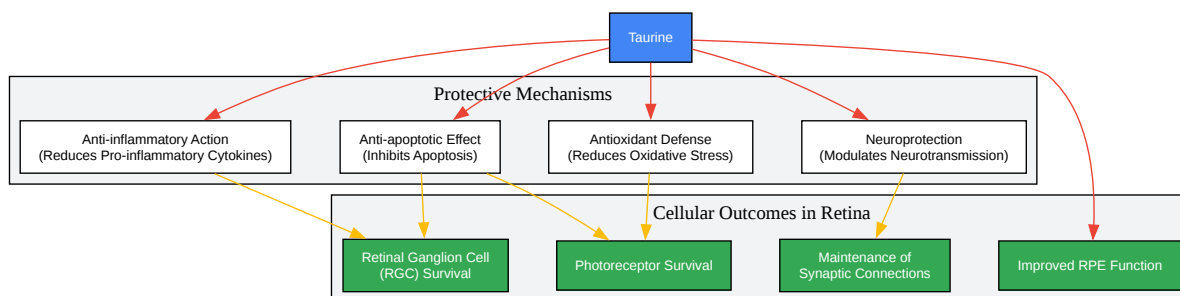 Taurine
Protective Mechanisms
Anti-inflammatory Action
(Reduces Pro-inflammatory Cytokines)
Anti-apoptotic Effect
(Inhibits Apoptosis)
Antioxidant Defense
(Reduces Oxidative Stress)
Neuroprotection
(Modulates Neurotransmission)
Cellular Outcomes in Retina
Retinal Ganglion Cell
(RGC) Survival
Photoreceptor Survival
Maintenance of
Synaptic Connections
Improved RPE Function